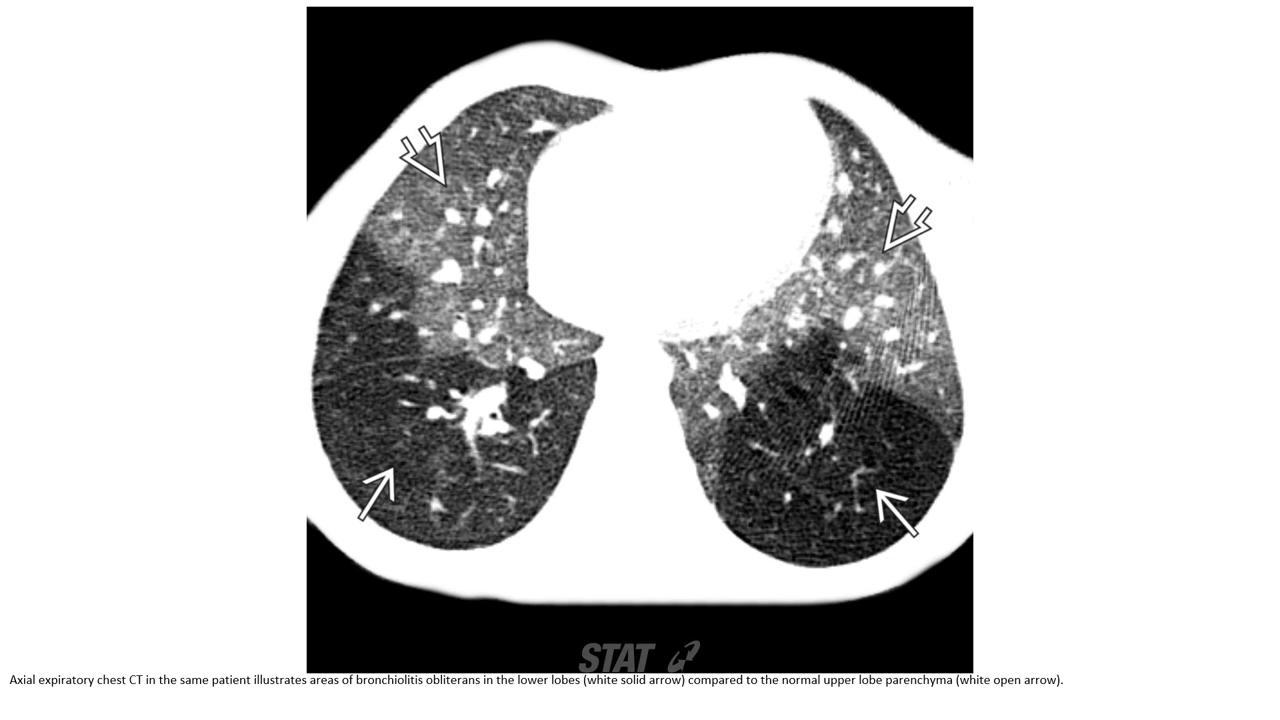 STAT
Axial expiratory chest CT in the same patient illustrates areas of bronchiolitis obliterans in the lower lobes (white solid arrow) compared to the normal upper lobe parenchyma (white open arrow).